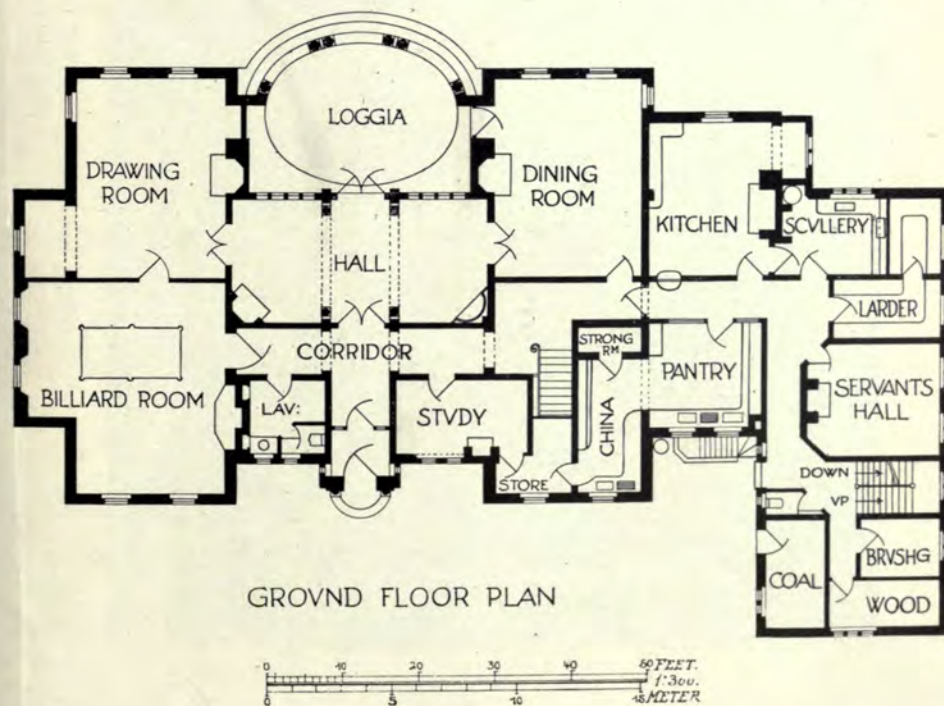 LOGGIA
DRAWING
ROOM
DINING
ROOM
KITCHEN
SCVLLERY
HALL
LARDER
CORRIDOR
STRONG
RM
PANTRY
BILLIARD ROOM
LAV:
STVDY
CHINA
SERVANTS
HALL
STORE
DOWN
VP
COAL
BRVSHG
WOOD
GROVND FLOOR PLAN
0 10 20 30 40 50 FEET.
1:300.
0 5 10 15 METER